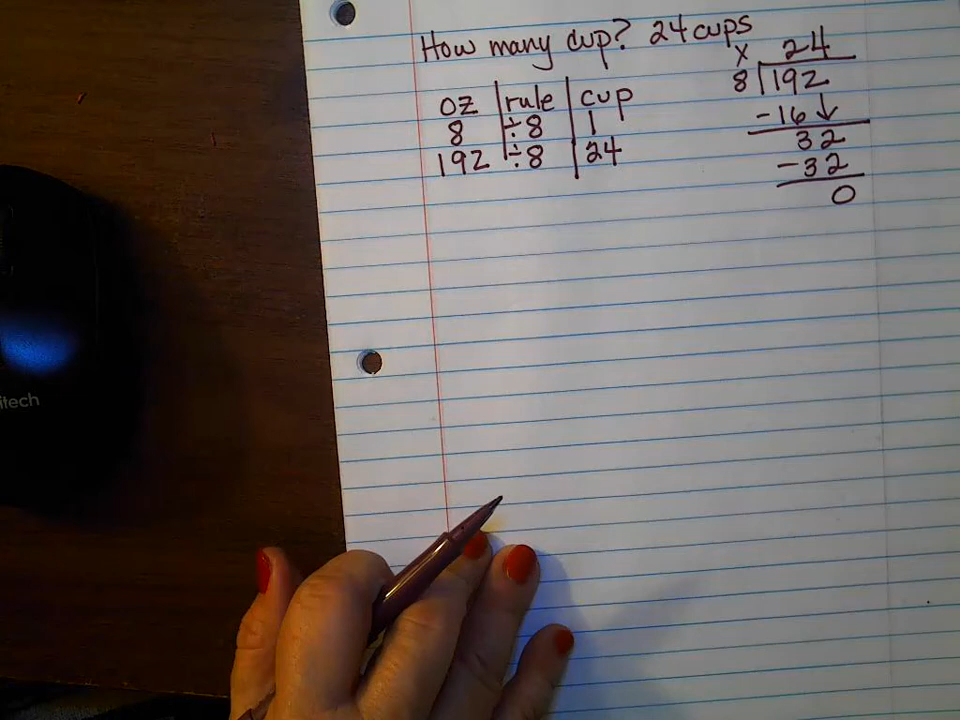 How many cup? 24 cups
oz rule cup
8 ÷8 1
192 ÷8 24
x 24
8 192
-16↓
32
-32
0
itech